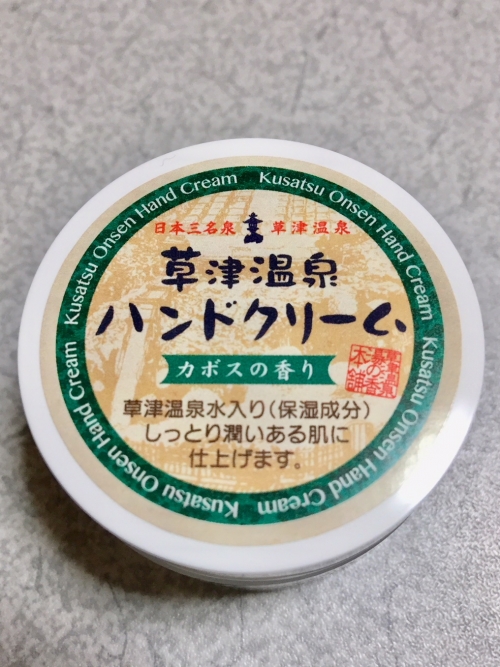 Kusatsu Onsen Hand Cream
Kusatsu Onsen Hand Cream
Kusatsu Onsen Hand Cream
Kusatsu Onsen Hand Cream
日本三名泉 草津温泉
草津温泉
ハンドクリーム
カボスの香り
草津温泉水入り(保湿成分)
しっとり潤いある肌に
仕上げます。